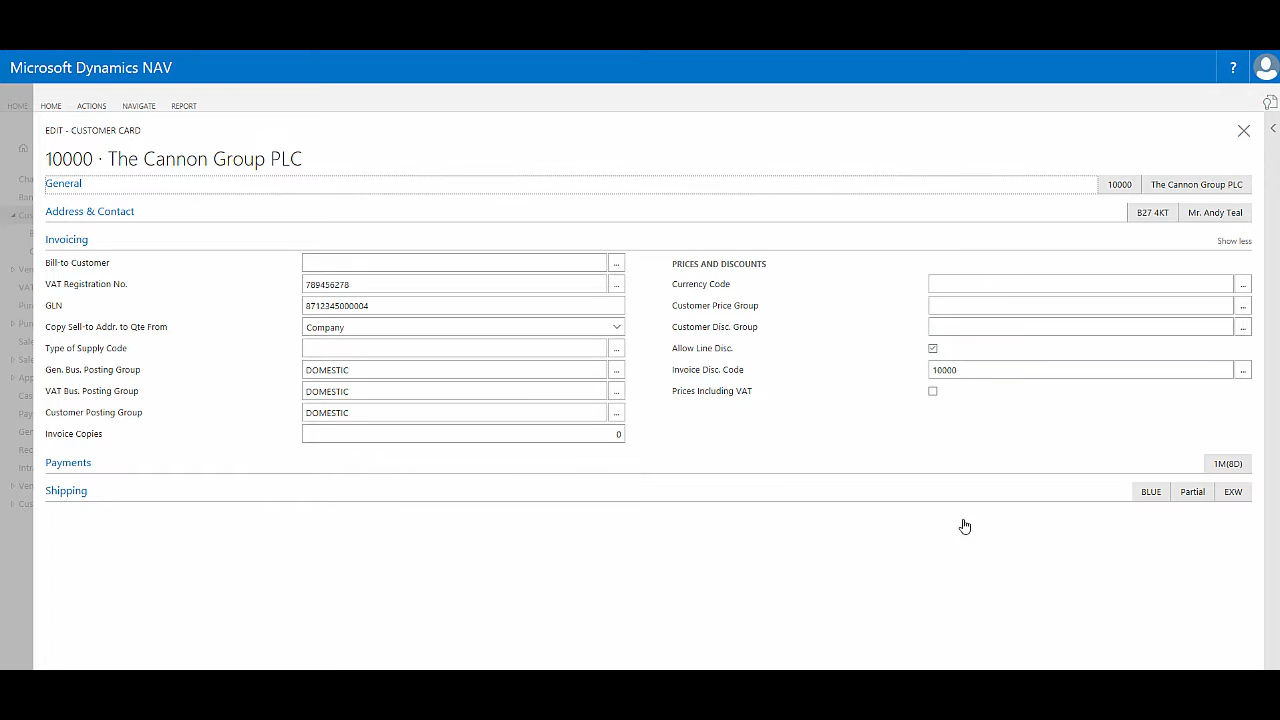 Microsoft Dynamics NAV ?
HOME HOME ACTIONS NAVIGATE REPORT
EDIT - CUSTOMER CARD
10000 · The Cannon Group PLC
General 10000 The Cannon Group PLC
Address & Contact B27 4KT Mr. Andy Teal
Invoicing Show less
Bill-to Customer ... PRICES AND DISCOUNTS
VAT Registration No. 789456278 ... Currency Code ...
GLN 8712345000004 Customer Price Group ...
Copy Sell-to Addr. to Qte From Company Customer Disc. Group ...
Type of Supply Code ... Allow Line Disc.
Gen. Bus. Posting Group DOMESTIC ... Invoice Disc. Code 10000 ...
VAT Bus. Posting Group DOMESTIC ... Prices Including VAT
Customer Posting Group DOMESTIC ...
Invoice Copies 0
Payments 1M(8D)
Shipping BLUE Partial EXW